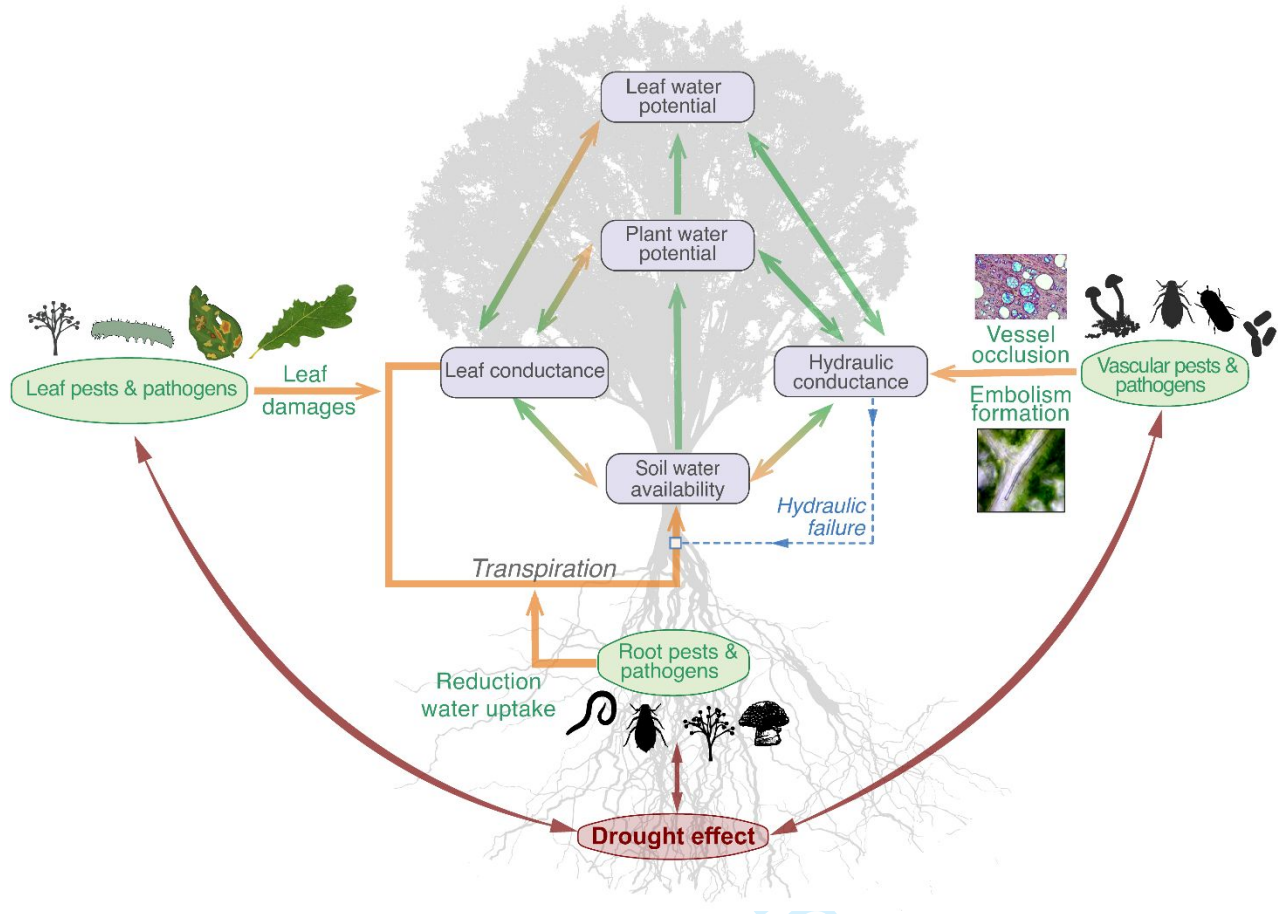 Leaf water
potential
Plant water
potential
Leaf pests & pathogens
Leaf
damages
Leaf conductance
Hydraulic
conductance
Vessel
occlusion
Embolism
formation
Vascular pests &
pathogens
Soil water
availability
Hydraulic
failure
Transpiration
Root pests &
pathogens
Reduction
water uptake
Drought effect